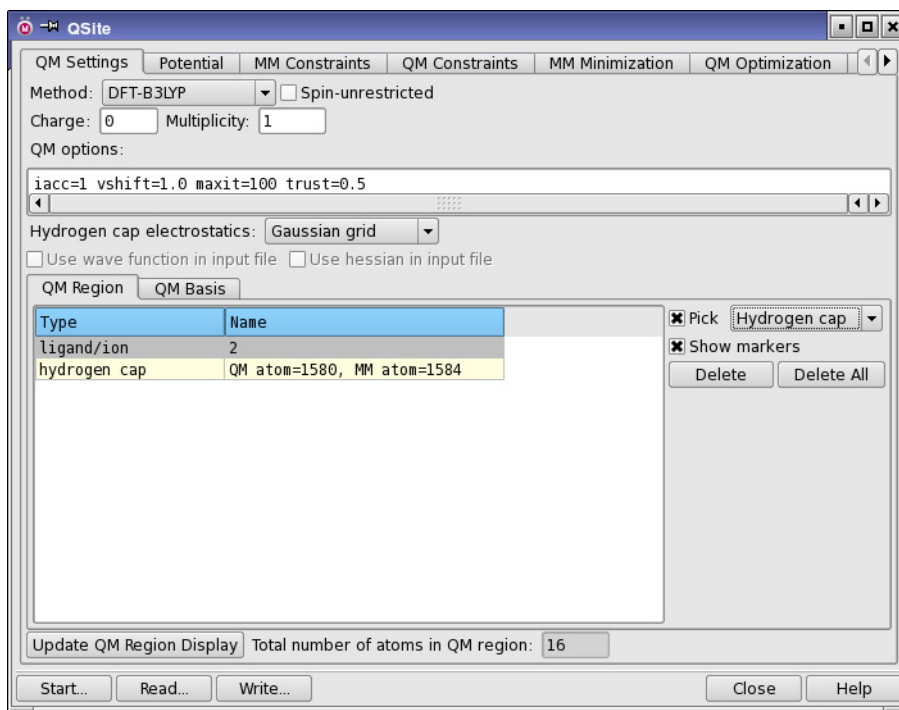 QSite
QM Settings Potential MM Constraints QM Constraints MM Minimization QM Optimization
Method: DFT-B3LYP Spin-unrestricted
Charge: 0 Multiplicity: 1
QM options:
iacc=1 vshift=1.0 maxit=100 trust=0.5
Hydrogen cap electrostatics: Gaussian grid
Use wave function in input file Use hessian in input file
QM Region QM Basis
Type Name Pick Hydrogen cap
ligand/ion 2 Show markers
hydrogen cap QM atom=1580, MM atom=1584 Delete Delete All
Update QM Region Display Total number of atoms in QM region: 16
Start... Read... Write... Close Help